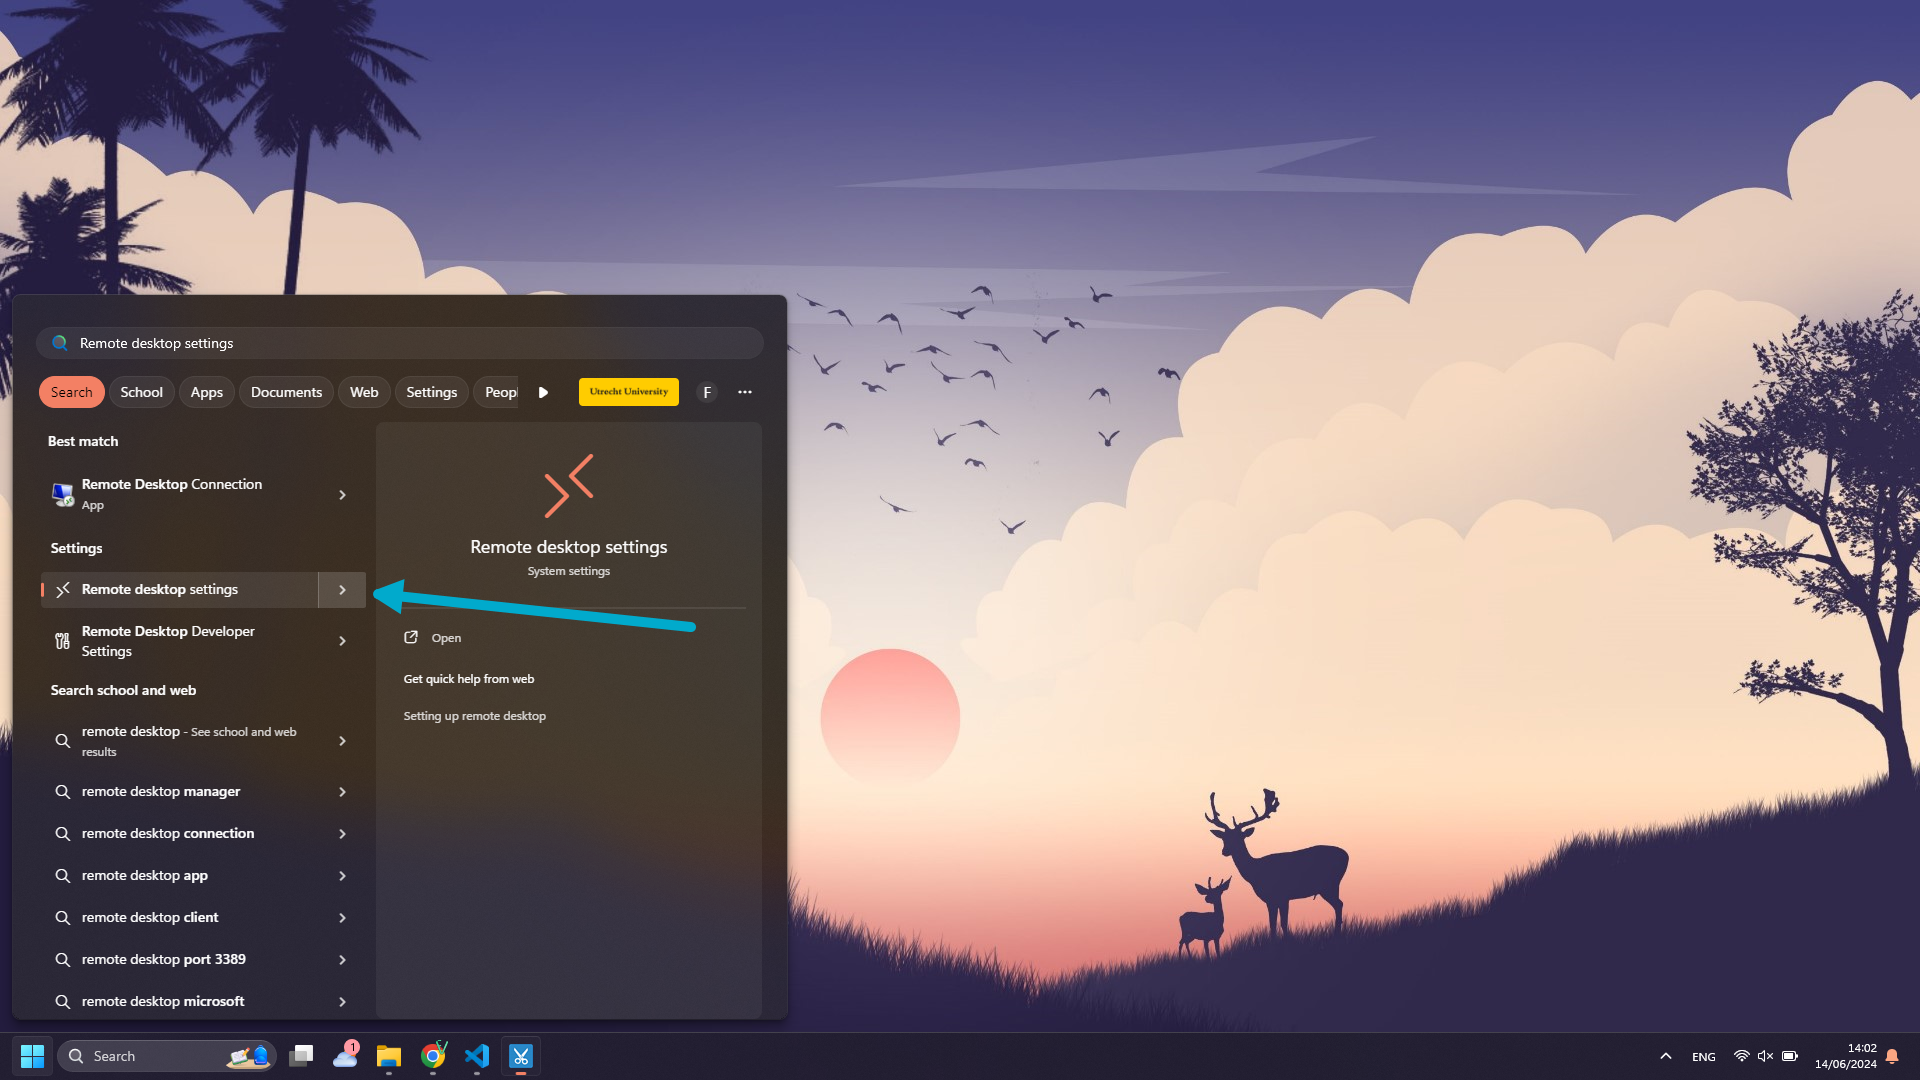 Remote desktop settings
Search School Apps Documents Web Settings Peopl Utrecht University F
Best match
Remote Desktop Connection
App
Settings
Remote desktop settings
Remote Desktop Developer
Settings
Search school and web
remote desktop - See school and web
results
remote desktop manager
remote desktop connection
remote desktop app
remote desktop client
remote desktop port 3389
remote desktop microsoft
Remote desktop settings
System settings
Open
Get quick help from web
Setting up remote desktop
Search
1
ENG
14:02
14/06/2024